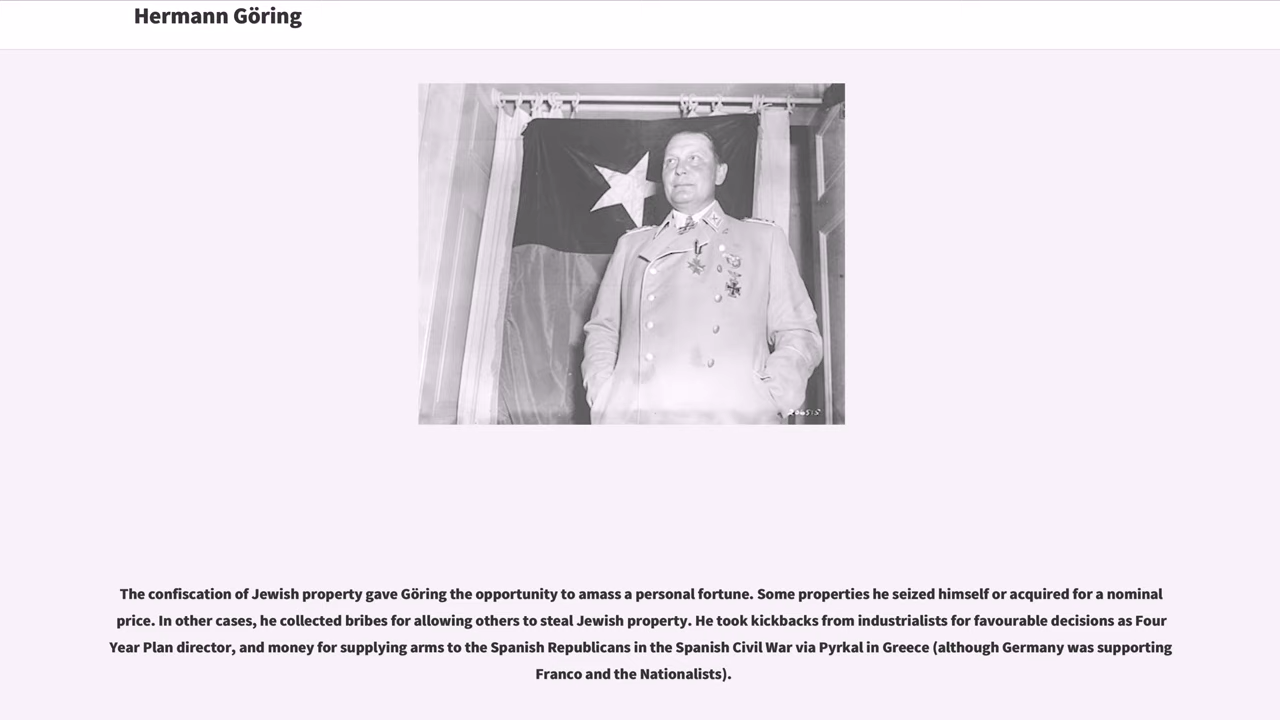 Hermann Göring
206515
The confiscation of Jewish property gave Göring the opportunity to amass a personal fortune. Some properties he seized himself or acquired for a nominal
price. In other cases, he collected bribes for allowing others to steal Jewish property. He took kickbacks from industrialists for favourable decisions as Four
Year Plan director, and money for supplying arms to the Spanish Republicans in the Spanish Civil War via Pyrkal in Greece (although Germany was supporting
Franco and the Nationalists).